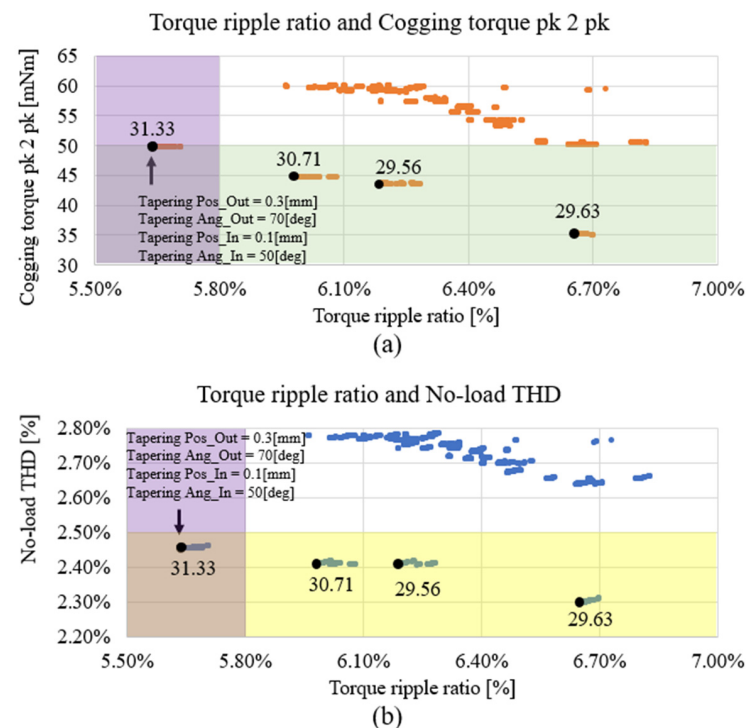 Torque ripple ratio and Cogging torque pk 2 pk
Cogging torque pk 2 pk [mNm]
65
60
55
50
45
40
35
30
31.33
30.71
29.56
29.63
Tapering Pos_Out = 0.3[mm]
Tapering Ang_Out = 70[deg]
Tapering Pos_In = 0.1[mm]
Tapering Ang_In = 50[deg]
5.50% 5.80% 6.10% 6.40% 6.70% 7.00%
Torque ripple ratio [%]
(a)
Torque ripple ratio and No-load THD
No-load THD [%]
2.80%
2.70%
2.60%
2.50%
2.40%
2.30%
2.20%
Tapering Pos_Out = 0.3[mm]
Tapering Ang_Out = 70[deg]
Tapering Pos_In = 0.1[mm]
Tapering Ang_In = 50[deg]
31.33
30.71
29.56
29.63
5.50% 5.80% 6.10% 6.40% 6.70% 7.00%
Torque ripple ratio [%]
(b)